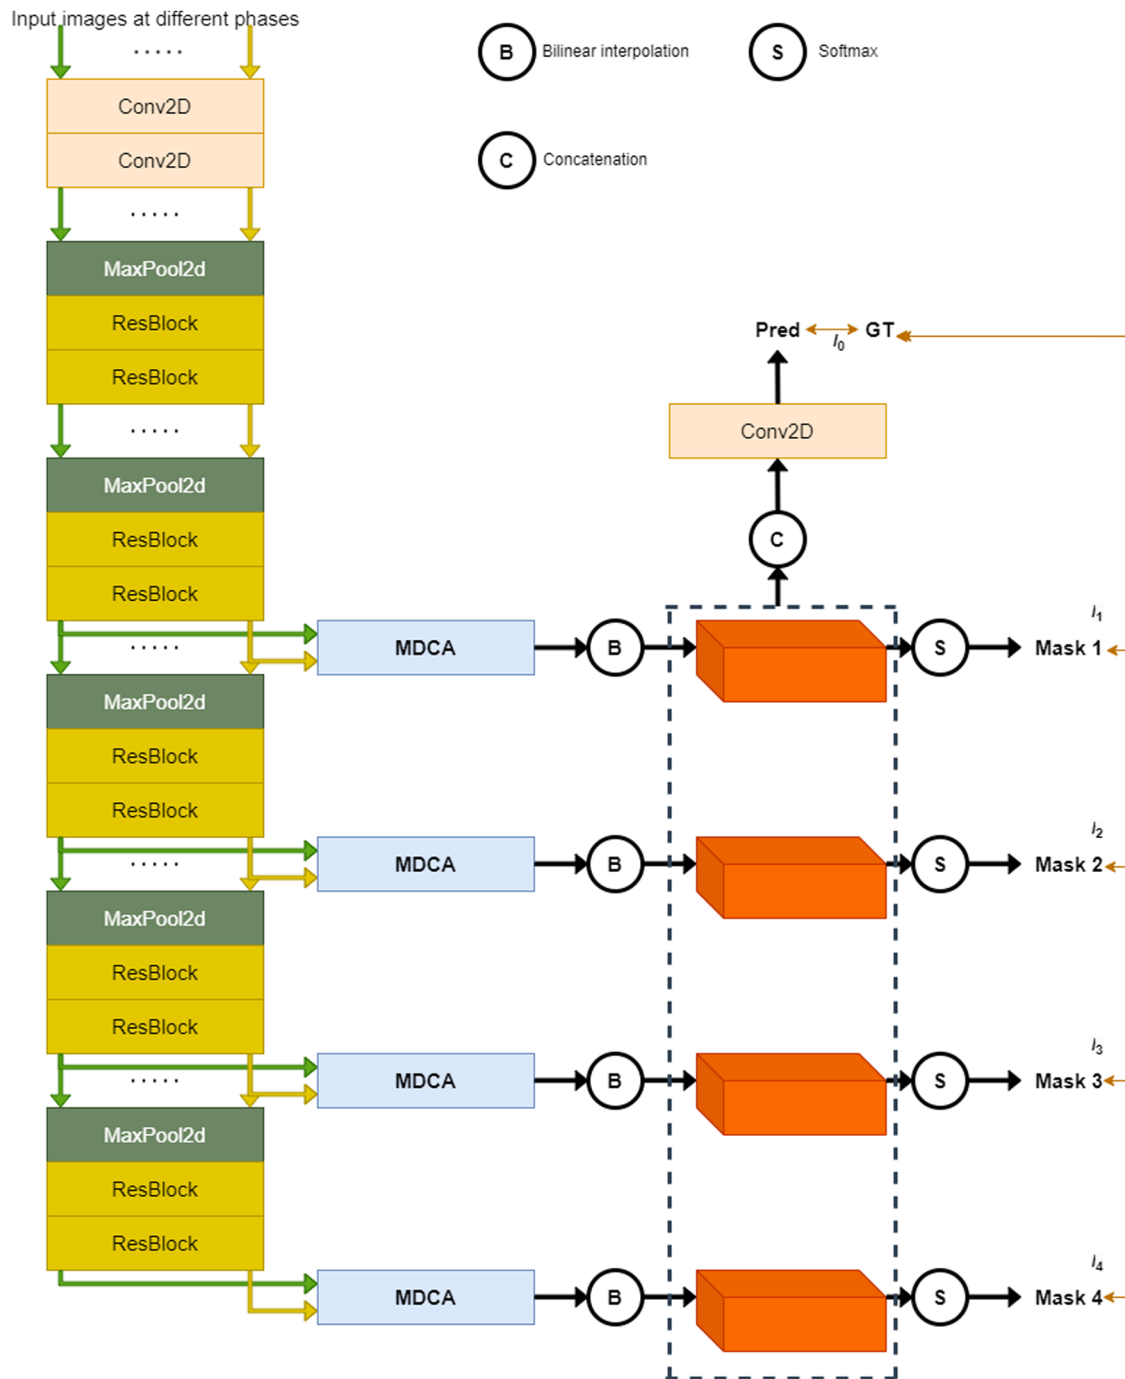 Input images at different phases
.....
B Bilinear interpolation
S Softmax
C Concatenation
Conv2D
Conv2D
.....
MaxPool2d
ResBlock
ResBlock
.....
MaxPool2d
ResBlock
ResBlock
.....
MaxPool2d
ResBlock
ResBlock
.....
MaxPool2d
ResBlock
ResBlock
.....
MaxPool2d
ResBlock
ResBlock
Pred l0 GT
Conv2D
C
MDCA B S Mask 1
l1
MDCA B S Mask 2
l2
MDCA B S Mask 3
l3
MDCA B S Mask 4
l4